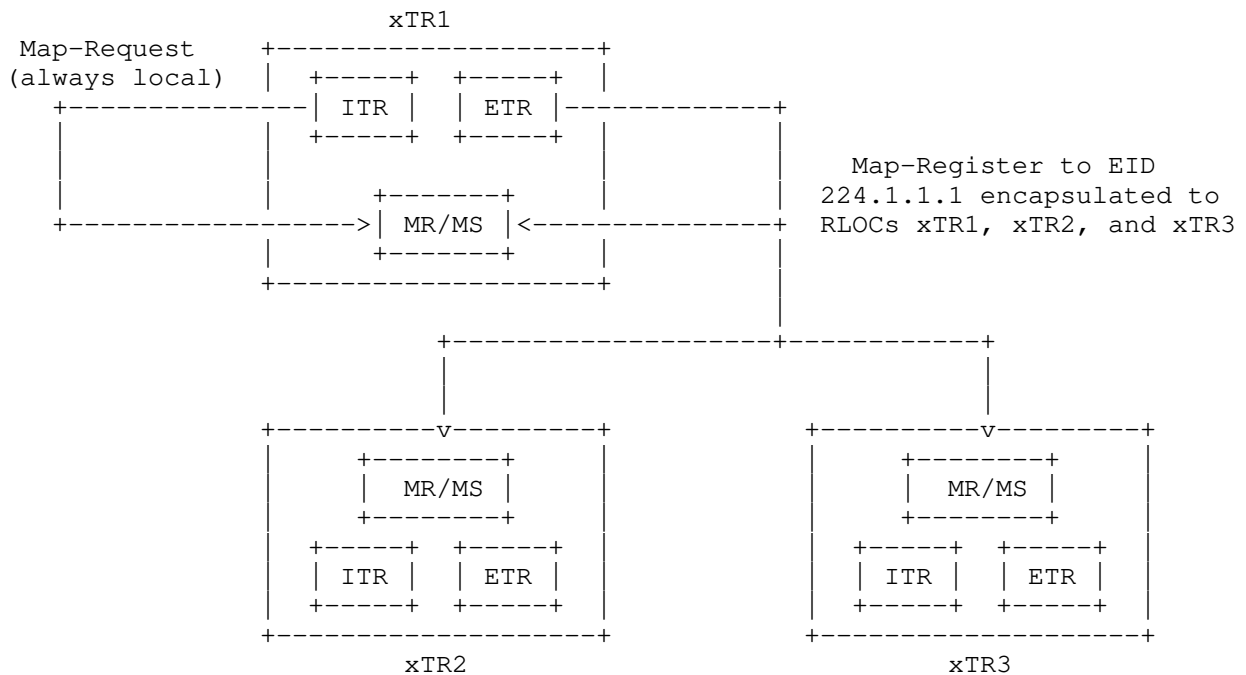 xTR1
Map-Request
(always local)
ITR ETR
Map-Register to EID
224.1.1.1 encapsulated to
MR/MS RLOCs xTR1, xTR2, and xTR3
MR/MS MR/MS
ITR ETR ITR ETR
xTR2 xTR3